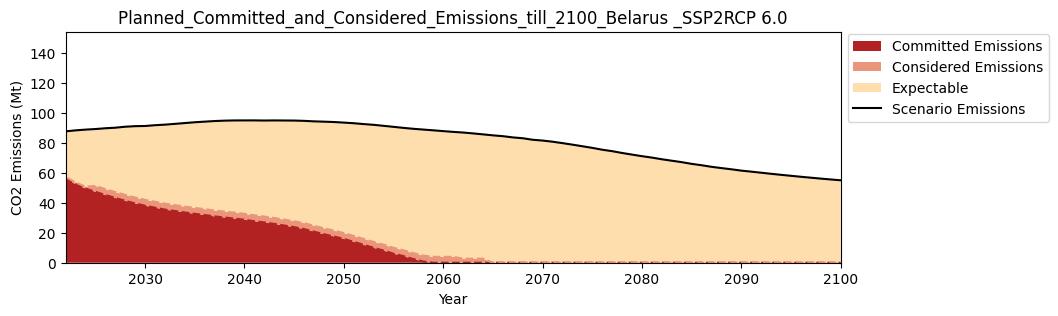 Planned_Committed_and_Considered_Emissions_till_2100_Belarus _SSP2RCP 6.0
CO2 Emissions (Mt)
140
120
100
80
60
40
20
0
2030 2040 2050 2060 2070 2080 2090 2100
Year
Committed Emissions
Considered Emissions
Expectable
Scenario Emissions